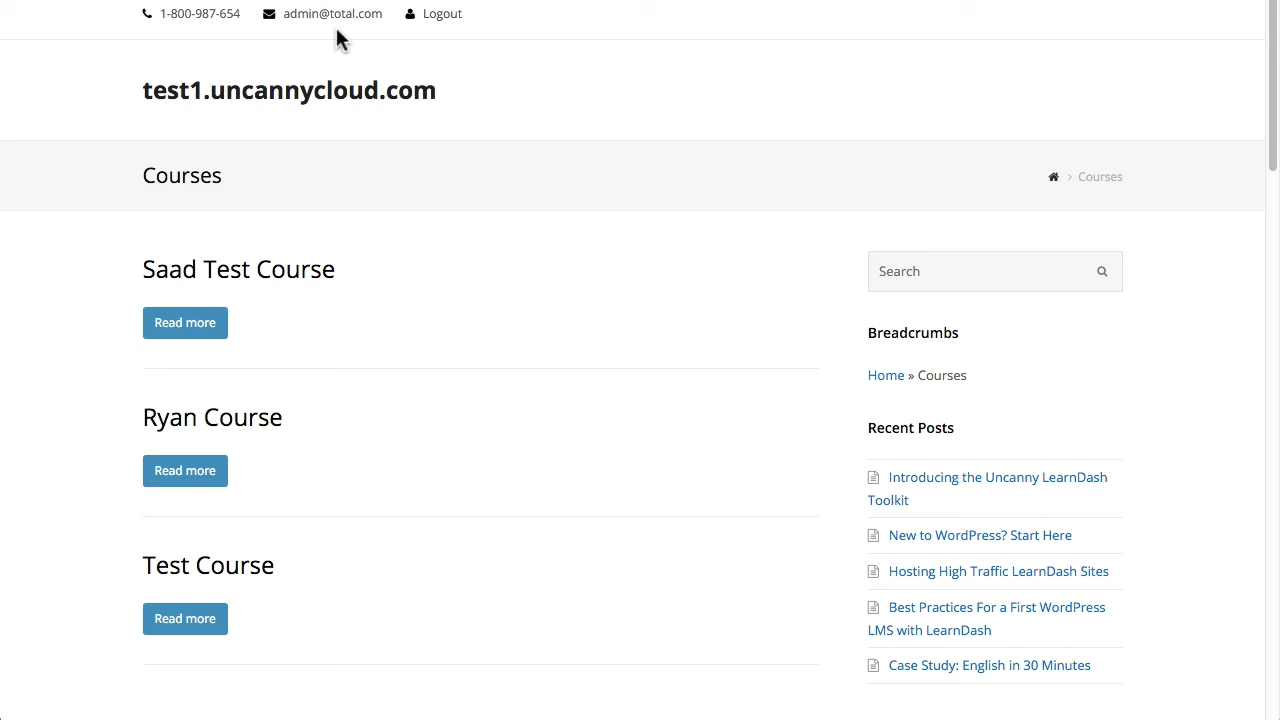 1-800-987-654 admin@total.com Logout
test1.uncannycloud.com
Courses
› Courses
Saad Test Course
Read more
Ryan Course
Read more
Test Course
Read more
Search
Breadcrumbs
Home » Courses
Recent Posts
Introducing the Uncanny LearnDash
Toolkit
New to WordPress? Start Here
Hosting High Traffic LearnDash Sites
Best Practices For a First WordPress
LMS with LearnDash
Case Study: English in 30 Minutes